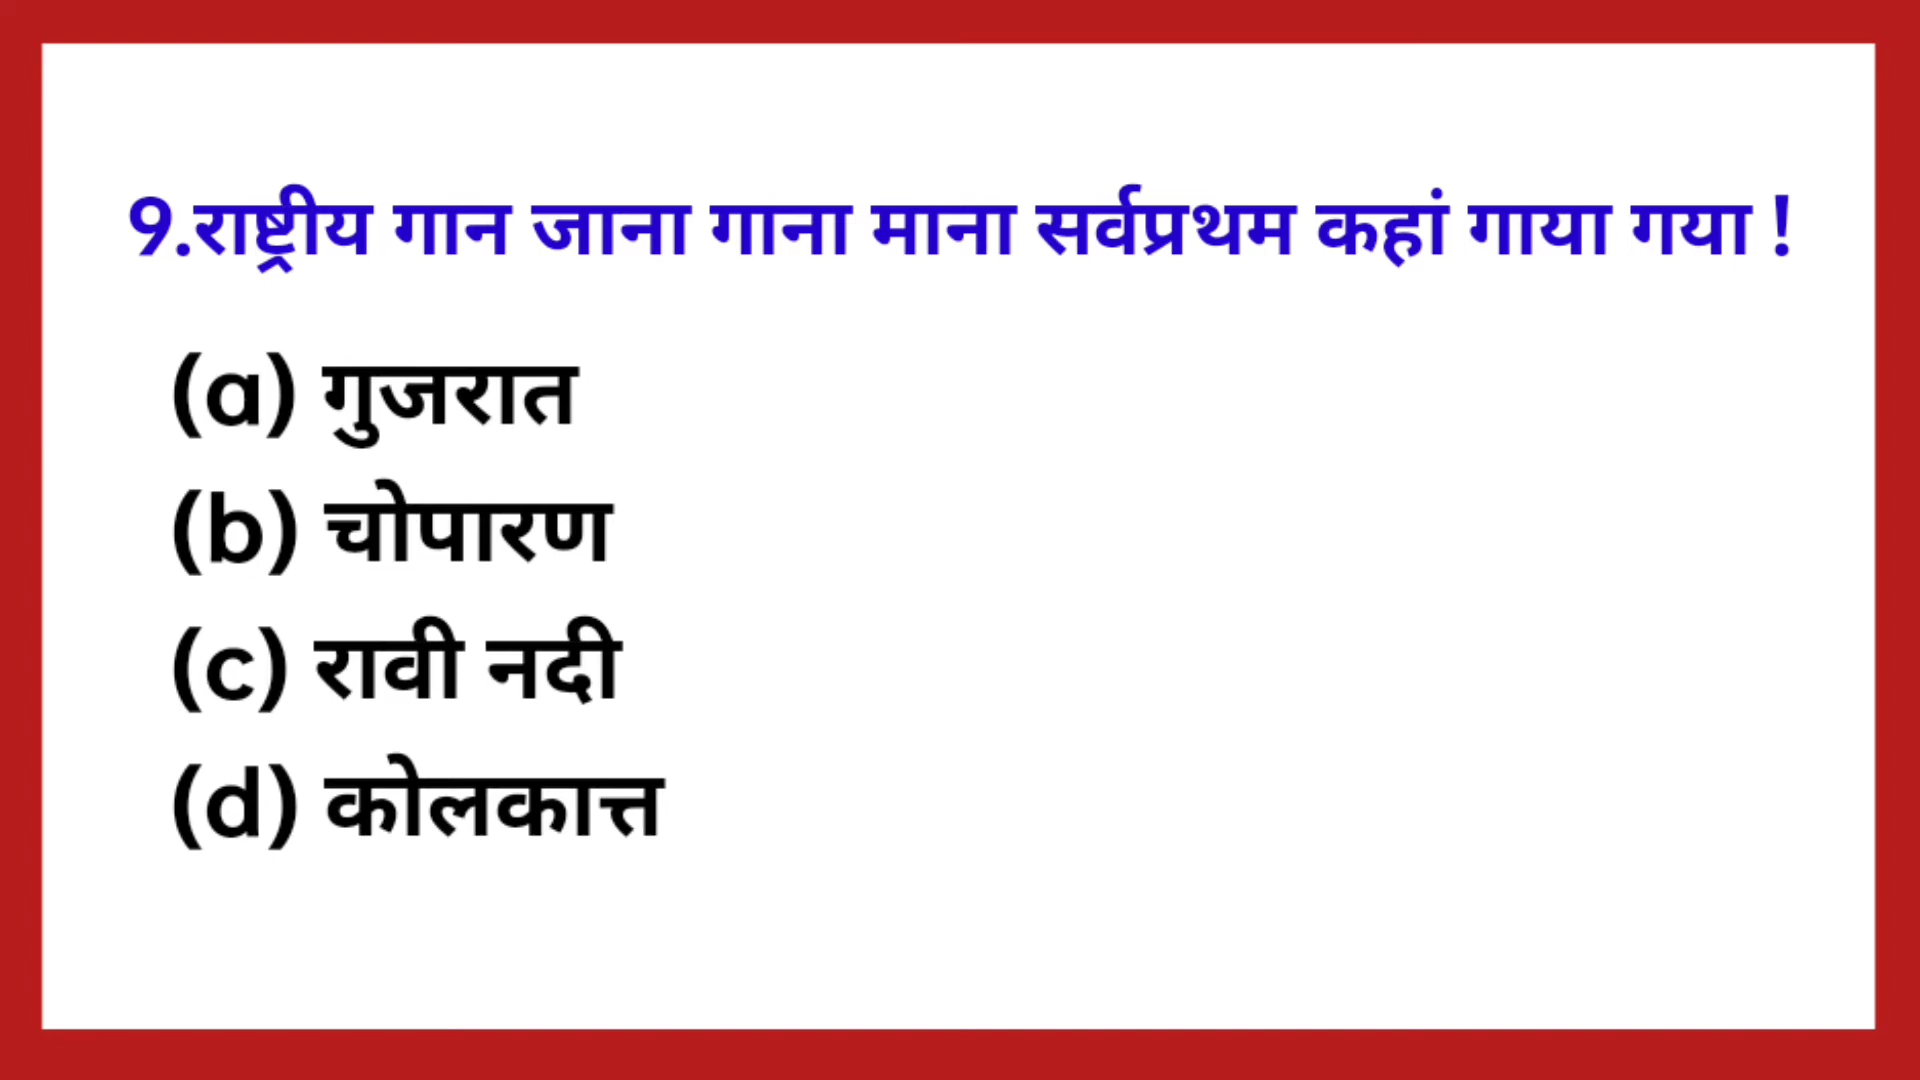 9.राष्ट्रीय गान जाना गाना माना सर्वप्रथम कहां गाया गया !
(a) गुजरात
(b) चोपारण
(c) रावी नदी
(d) कोलकात्त